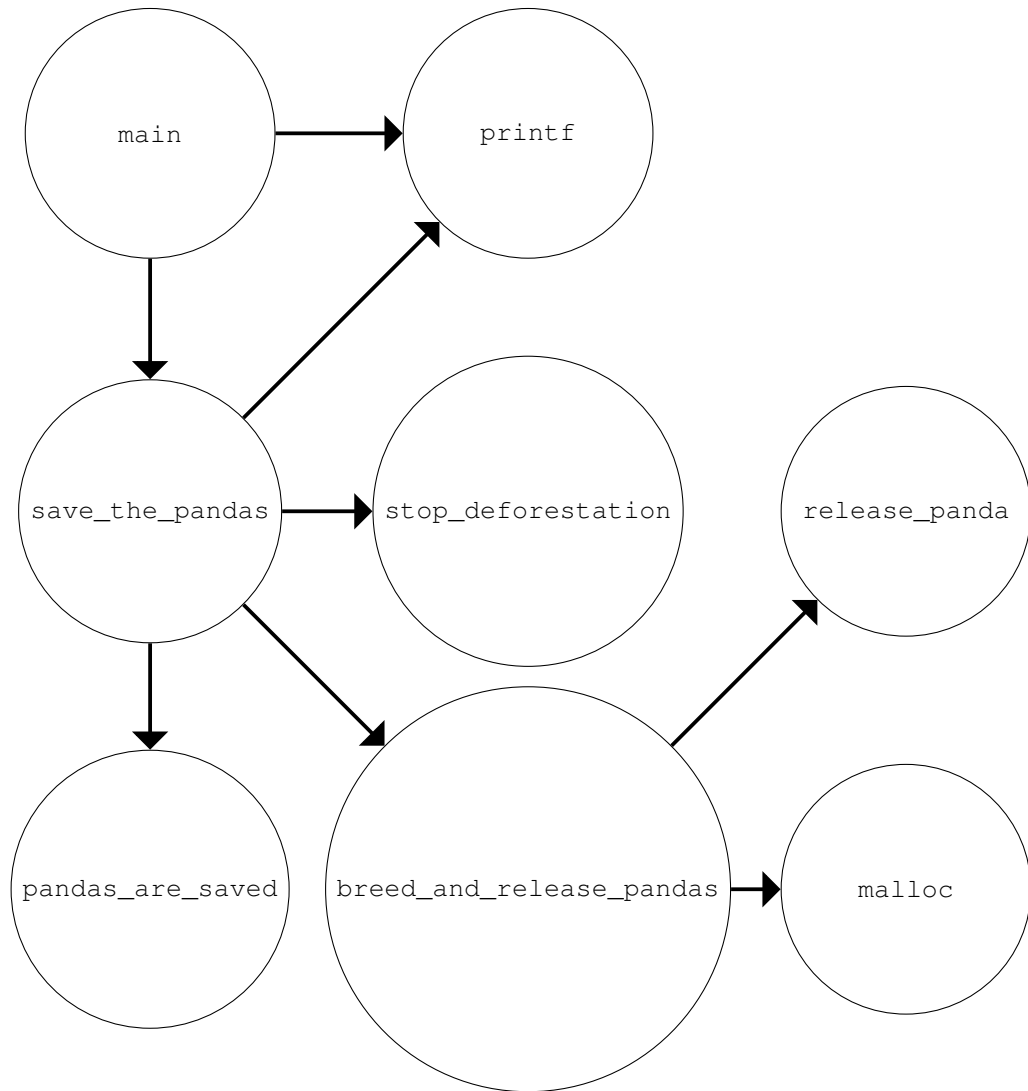 main
printf
save_the_pandas
stop_deforestation
release_panda
pandas_are_saved
breed_and_release_pandas
malloc